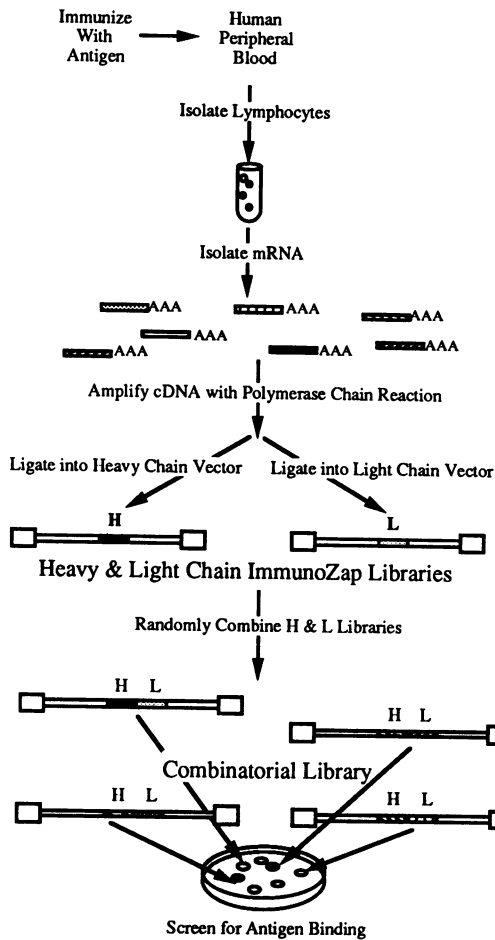 Immunize
With
Antigen
Human
Peripheral
Blood
Isolate Lymphocytes
Isolate mRNA
AAA
AAA
AAA
AAA
AAA
AAA
AAA
Amplify cDNA with Polymerase Chain Reaction
Ligate into Heavy Chain Vector
Ligate into Light Chain Vector
H
L
Heavy & Light Chain ImmunoZap Libraries
Randomly Combine H & L Libraries
H L
H L
Combinatorial Library
H L
H L
Screen for Antigen Binding